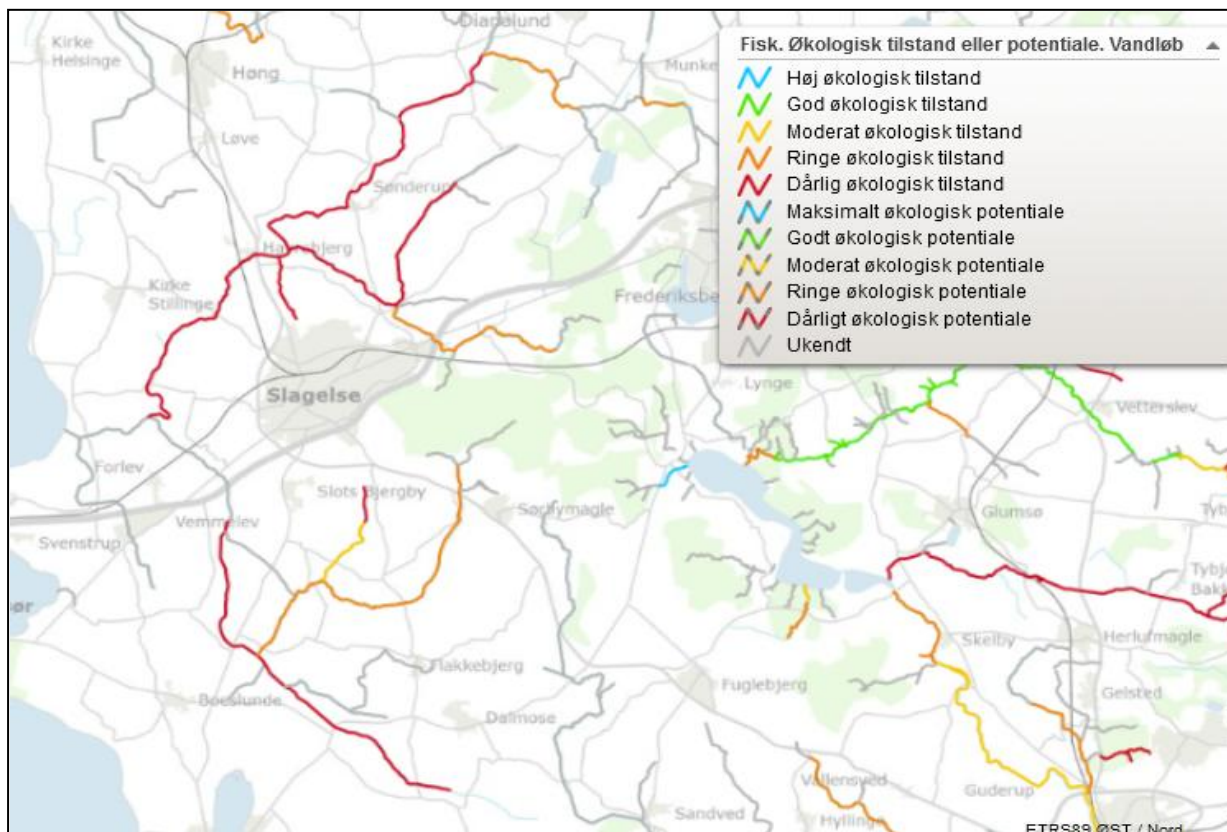 Fisk. Økologisk tilstand eller potentiale. Vandløb
Høj økologisk tilstand
God økologisk tilstand
Moderat økologisk tilstand
Ringe økologisk tilstand
Dårlig økologisk tilstand
Maksimalt økologisk potentiale
Godt økologisk potentiale
Moderat økologisk potentiale
Ringe økologisk potentiale
Dårligt økologisk potentiale
Ukendt
Kirke
Helsinge
Høng
Løve
Munke
Sønderup
Kirke
Stillinge
Frederiksbe
Slagelse
Lynge
Vetterslev
Forlev
Slots Bjergby
Vemmelev
Svenstrup
Glumsø
Skelby
Herlufmagle
Flakkebjerg
Boeslunde
Fuglebjerg
Gelsted
Dalmose
Vallensved
Guderup
Sandved
Hyllinge
ETRS89 ØST / Nord